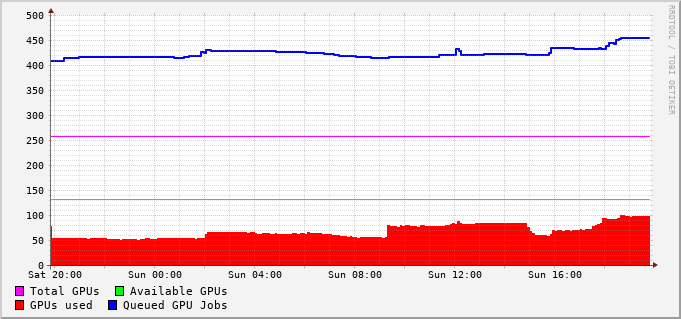 500
450
400
350
300
250
200
150
100
50
0
Sat 20:00 Sun 00:00 Sun 04:00 Sun 08:00 Sun 12:00 Sun 16:00
Total GPUs Available GPUs
GPUs used Queued GPU Jobs
RRDTOOL / TOBI OETIKER